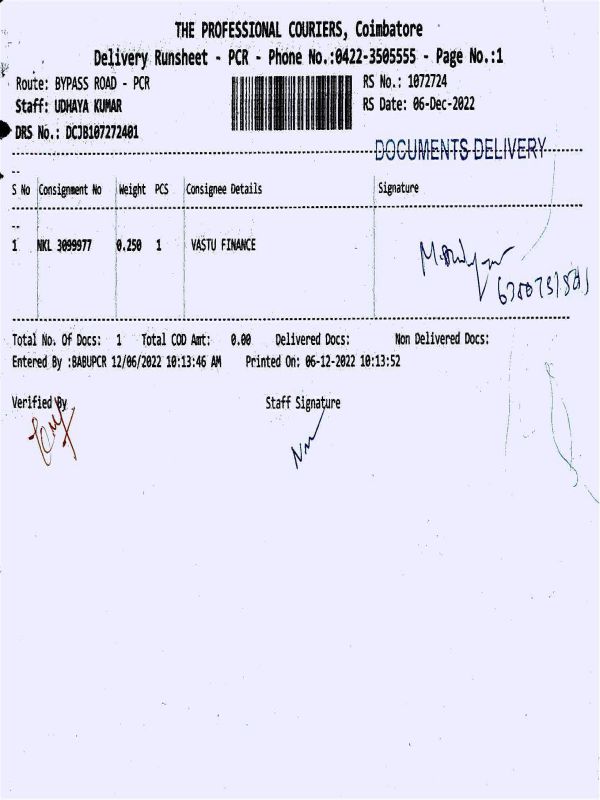 THE PROFESSIONAL COURIERS, Coimbatore
Delivery Runsheet - PCR - Phone No.:0422-3505555 - Page No.:1
Route: BYPASS ROAD - PCR RS No.: 1072724
Staff: UDHAYA KUMAR RS Date: 06-Dec-2022
DRS No.: DCJB107272401
DOCUMENTS DELIVERY
S No Consignment No Weight PCS Consignee Details Signature
1 NKL 3099977 0.250 1 VASTU FINANCE
Total No. Of Docs: 1 Total COD Amt: 0.00 Delivered Docs: Non Delivered Docs:
Entered By :BABUPCR 12/06/2022 10:13:46 AM Printed On: 06-12-2022 10:13:52
Verified By Staff Signature